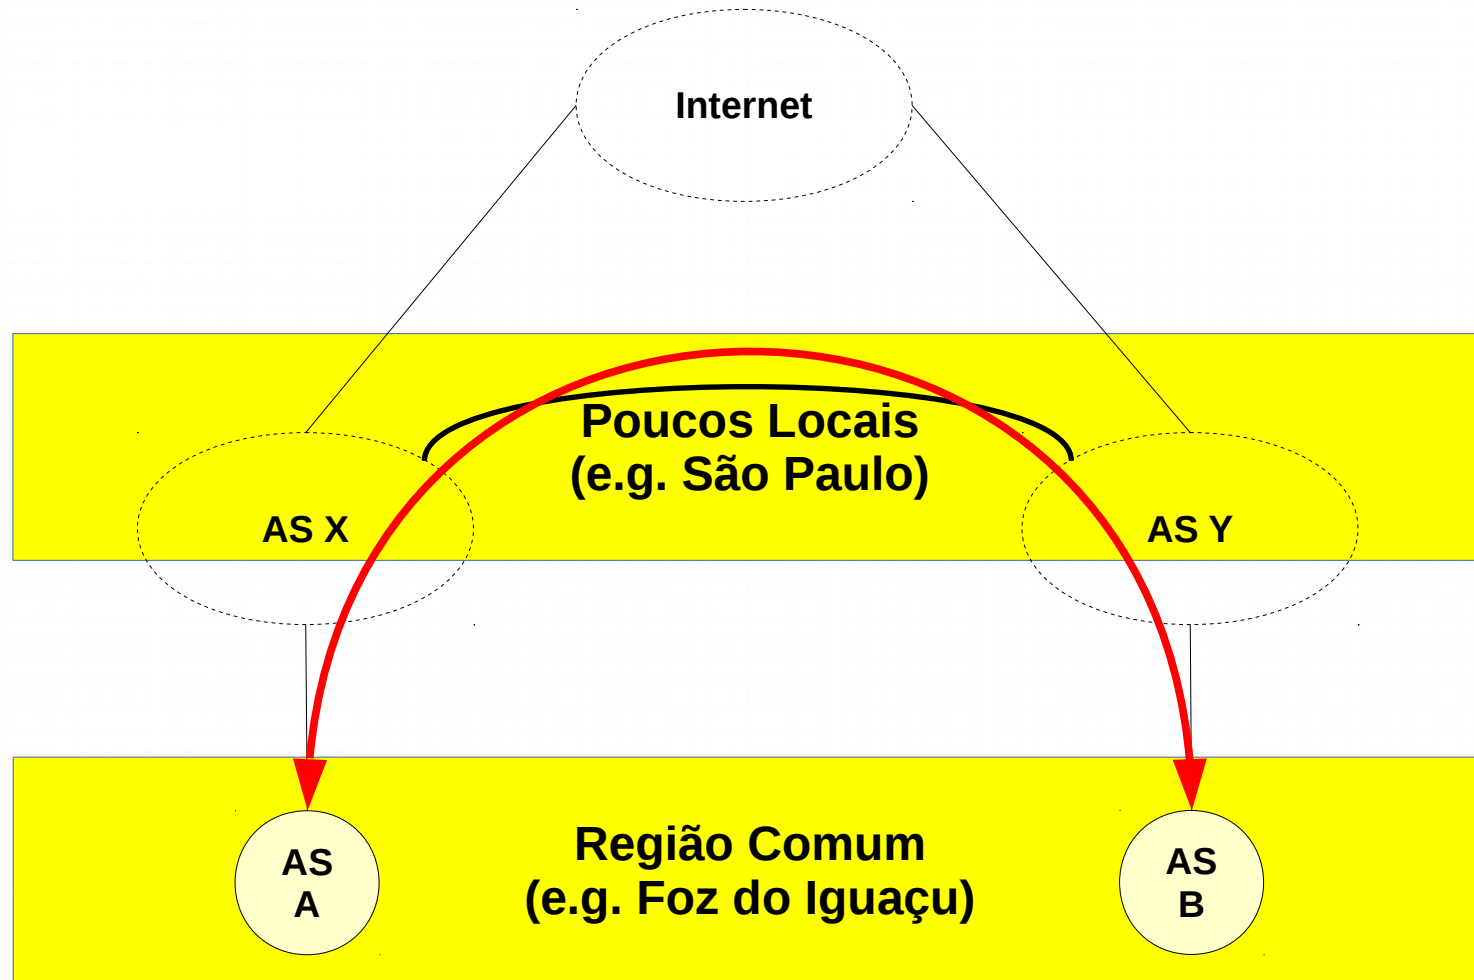 Internet
Poucos Locais
(e.g. São Paulo)
AS X
AS Y
Região Comum
(e.g. Foz do Iguaçu)
AS
A
AS
B